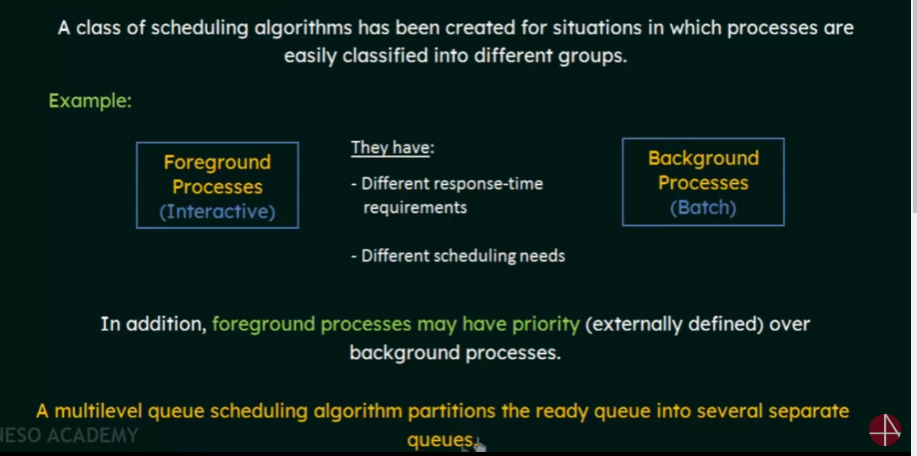 A class of scheduling algorithms has been created for situations in which processes are
easily classified into different groups.
Example:
Foreground
Processes
(Interactive)
They have:
- Different response-time
requirements
- Different scheduling needs
Background
Processes
(Batch)
In addition, foreground processes may have priority (externally defined) over
background processes.
A multilevel queue scheduling algorithm partitions the ready queue into several separate
queues.
NESO ACADEMY